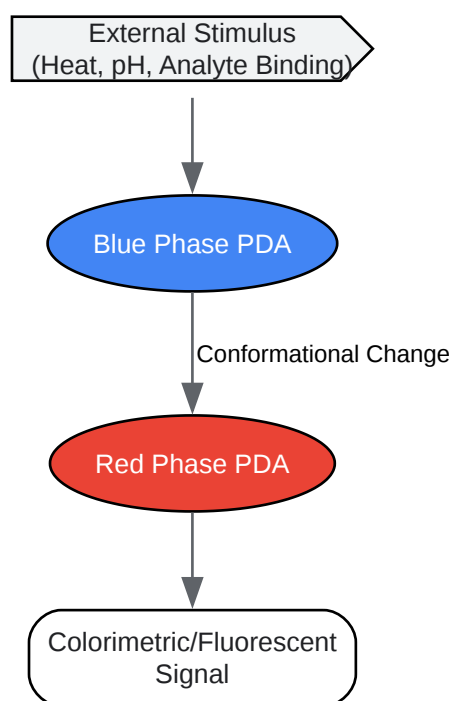 External Stimulus
(Heat, pH, Analyte Binding)
Blue Phase PDA
Conformational Change
Red Phase PDA
Colorimetric/Fluorescent
Signal